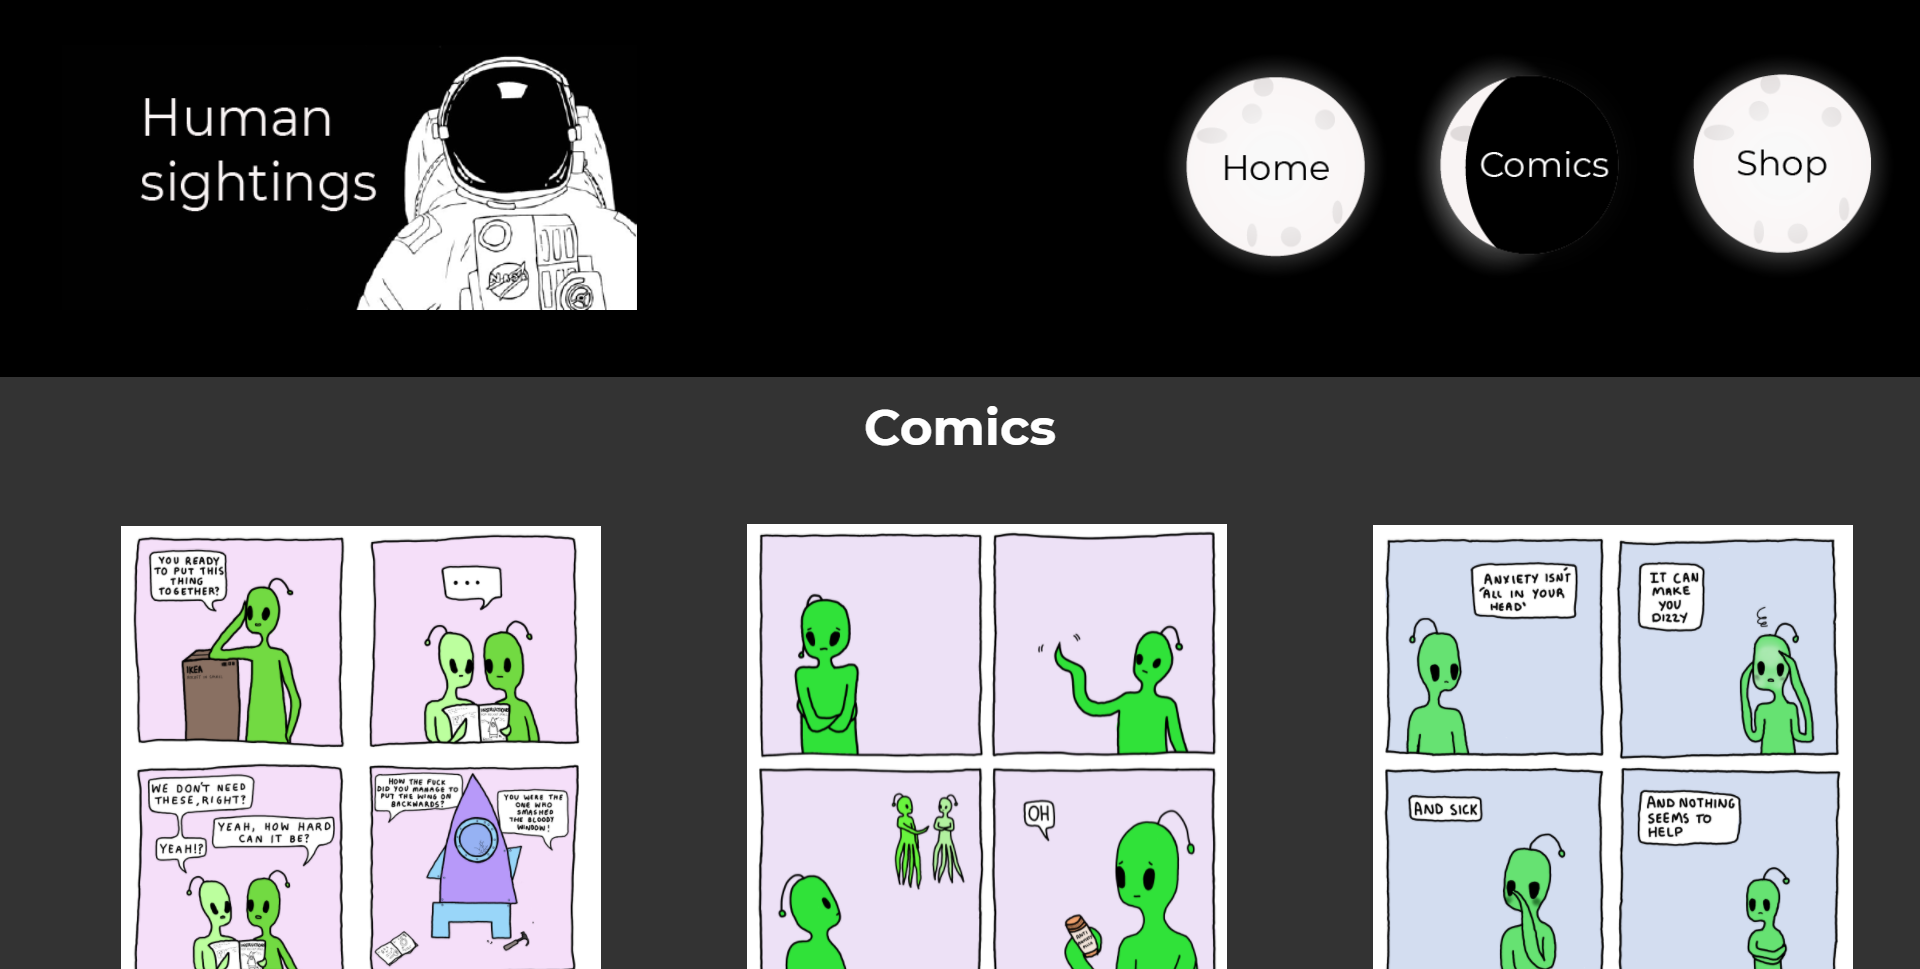 Human
sightings
Home
Comics
Shop
Comics
YOU READY
TO PUT THIS
THING
TOGETHER?
IKEA
...
INSTRUCTIONS
WE DON'T NEED
THESE, RIGHT?
YEAH, HOW HARD
CAN IT BE?
YEAH!?
INSTRUCTIONS
HOW THE FUCK
DID YOU MANAGE TO
PUT THE WING ON
BACKWARDS?
YOU WERE THE
ONE WHO
SMASHED
THE BLOODY
WINDOW!
OH
ANTI
ANXIETY ISN'T
'ALL IN YOUR
HEAD'
IT CAN
MAKE
YOU
DIZZY
AND SICK
AND NOTHING
SEEMS TO
HELP